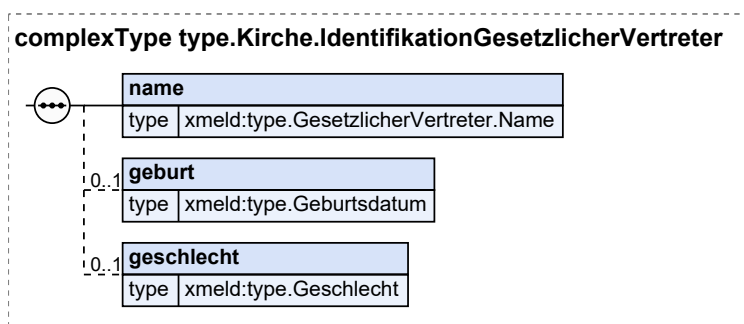 complexType type.Kirche.IdentifikationGesetzlicherVertreter
name
type xmeld:type.GesetzlicherVertreter.Name
0..1 geburt
type xmeld:type.Geburtsdatum
0..1 geschlecht
type xmeld:type.Geschlecht